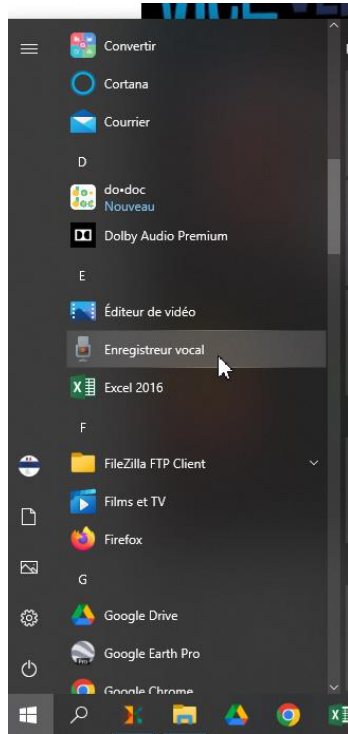 Convertir
Cortana
Courrier
D
do•doc
Nouveau
Dolby Audio Premium
E
Éditeur de vidéo
Enregistreur vocal
Excel 2016
F
FileZilla FTP Client
Films et TV
Firefox
G
Google Drive
Google Earth Pro
Google Chrome